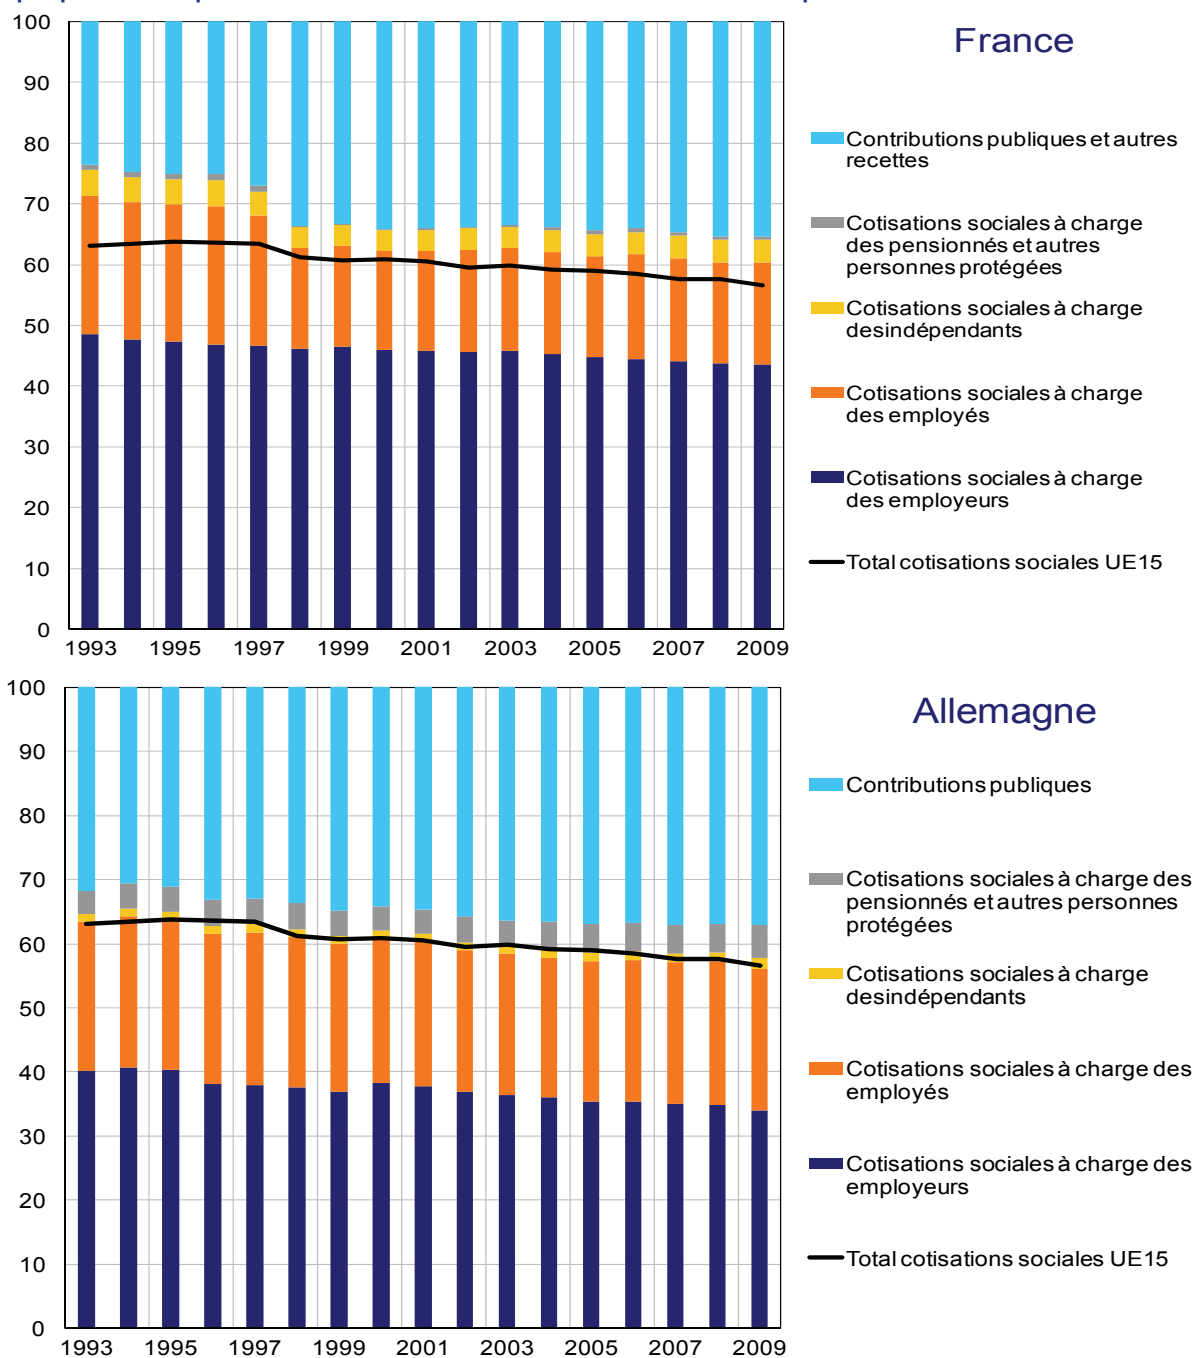 France
100
90
80
70
60
50
40
30
20
10
0
1993 1995 1997 1999 2001 2003 2005 2007 2009
Contributions publiques et autres
recettes
Cotisations sociales à charge
des pensionnés et autres
personnes protégées
Cotisations sociales à charge
desindépendants
Cotisations sociales à charge
des employés
Cotisations sociales à charge
des employeurs
Total cotisations sociales UE15
Allemagne
100
90
80
70
60
50
40
30
20
10
0
1993 1995 1997 1999 2001 2003 2005 2007 2009
Contributions publiques
Cotisations sociales à charge des
pensionnés et autres personnes
protégées
Cotisations sociales à charge
desindépendants
Cotisations sociales à charge des
employés
Cotisations sociales à charge des
employeurs
Total cotisations sociales UE15